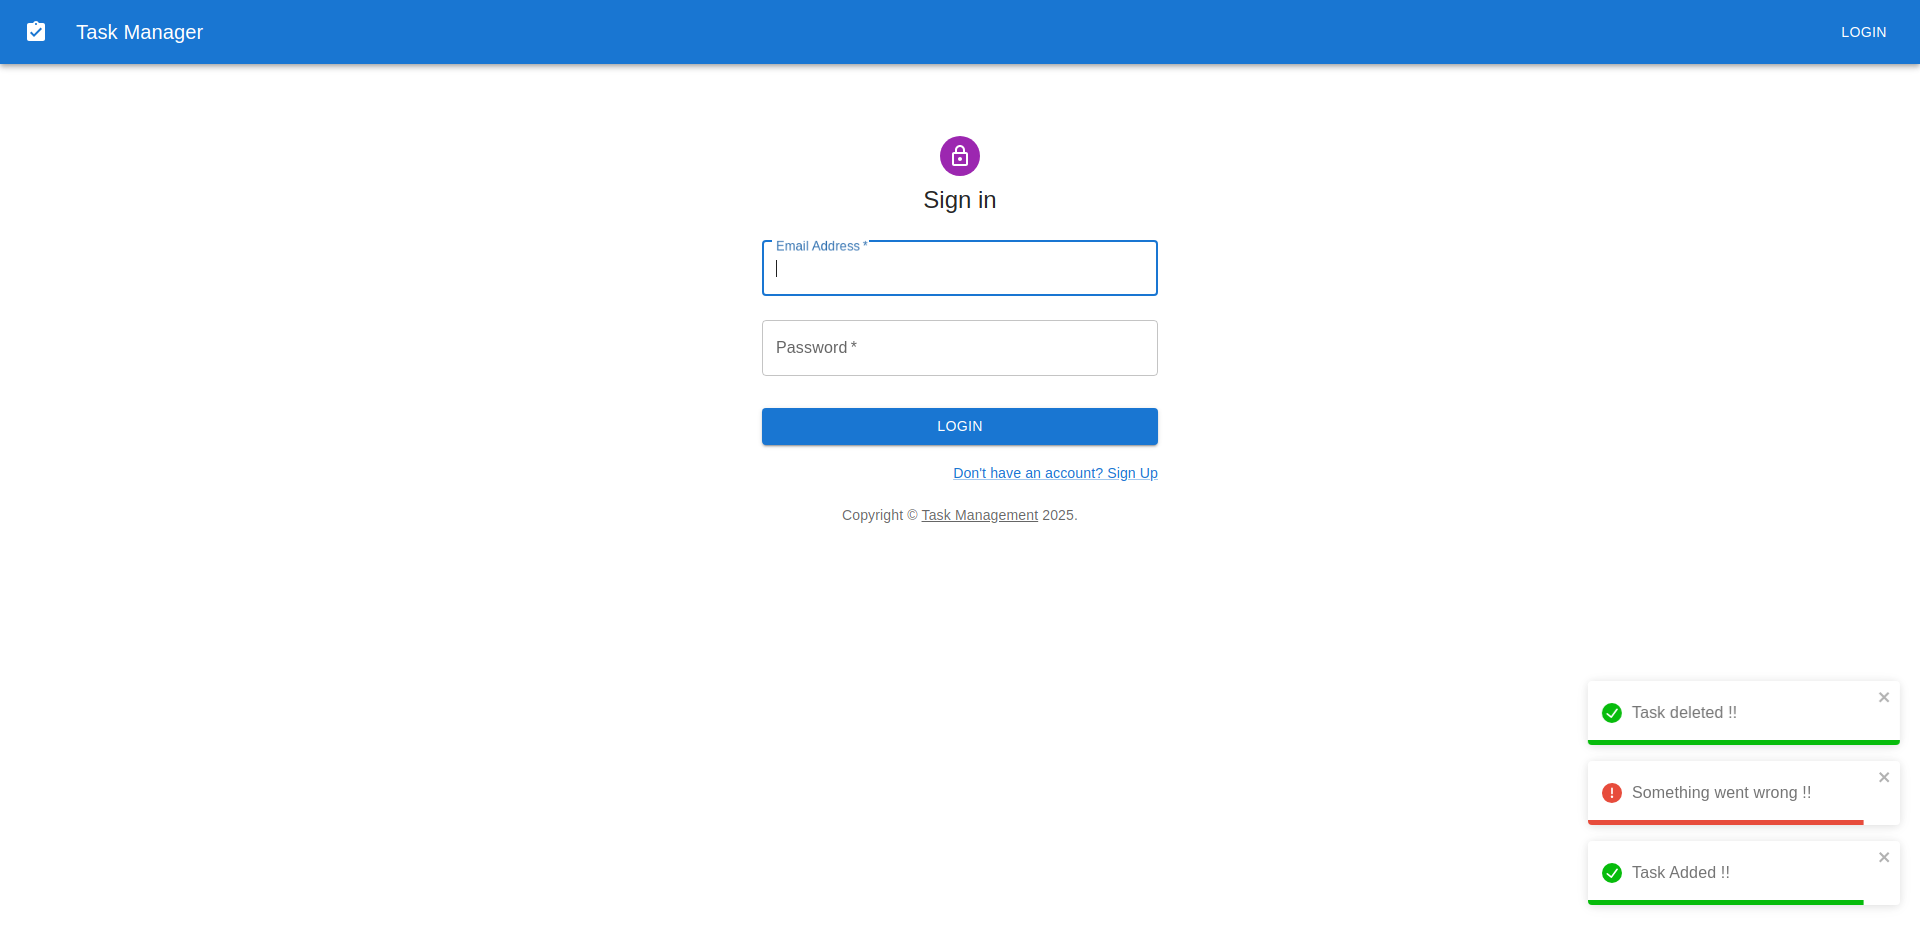 Task Manager
LOGIN
Sign in
Email Address *
Password *
LOGIN
Don't have an account? Sign Up
Copyright © Task Management 2025.
Task deleted !!
Something went wrong !!
Task Added !!